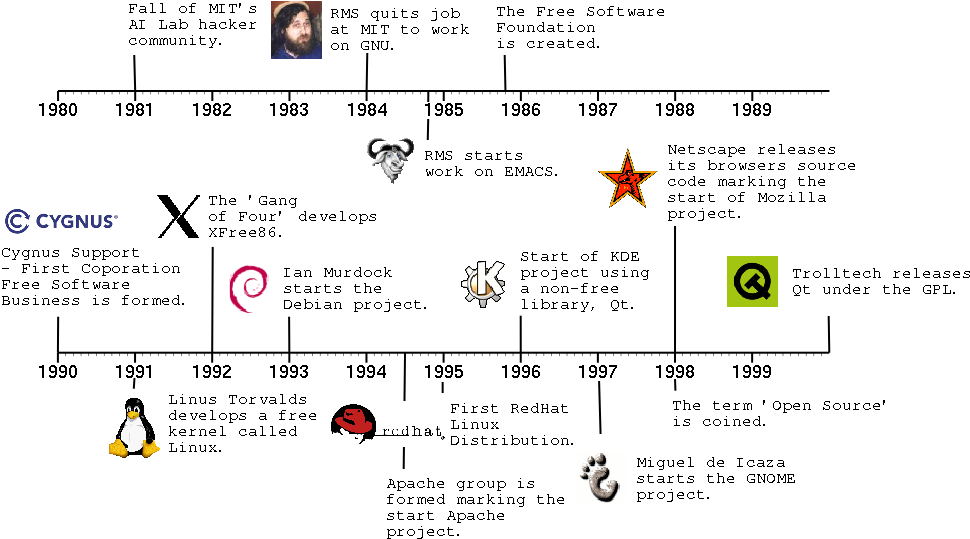 Fall of MIT's
AI Lab hacker
community.
RMS quits job
at MIT to work
on GNU.
The Free Software
Foundation
is created.
1980 1981 1982 1983 1984 1985 1986 1987 1988 1989
RMS starts
work on EMACS.
Netscape releases
its browsers source
code marking the
start of Mozilla
project.
CYGNUS
Cygnus Support
- First Coporation
Free Software
Business is formed.
The 'Gang
of Four' develops
XFree86.
Ian Murdock
starts the
Debian project.
Start of KDE
project using
a non-free
library, Qt.
Trolltech releases
Qt under the GPL.
1990 1991 1992 1993 1994 1995 1996 1997 1998 1999
Linus Torvalds
develops a free
kernel called
Linux.
redhat
First RedHat
Linux
Distribution.
Apache group is
formed marking the
start Apache
project.
Miguel de Icaza
starts the GNOME
project.
The term 'Open Source'
is coined.